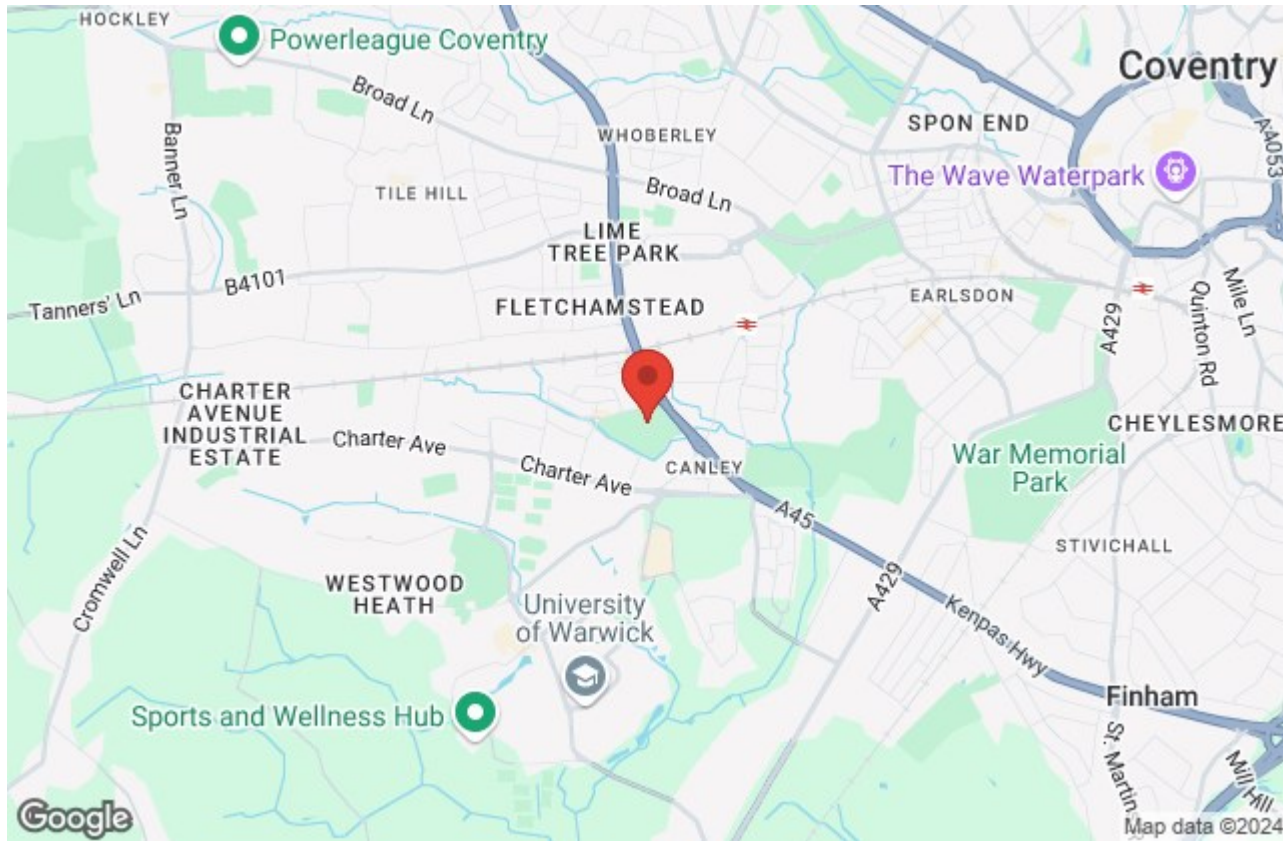 HOCKLEY
Powerleague Coventry
Coventry
Broad Ln
WHOBERLEY
SPON END
A4053
Banner Ln
The Wave Waterpark
TILE HILL
Broad Ln
LIME
TREE PARK
B4101
Tanners' Ln
FLETCHAMSTEAD
EARLSDON
A429
Mile Ln
Quinton Rd
CHARTER
AVENUE
INDUSTRIAL
ESTATE
Charter Ave
CHEYLESMORE
War Memorial
Park
Charter Ave
CANLEY
A45
STIVICHALL
Cromwell Ln
WESTWOOD
HEATH
University
of Warwick
A429
Kenpas Hwy
Sports and Wellness Hub
Finham
St. Martin
Mill Hill
Google
Map data ©2024